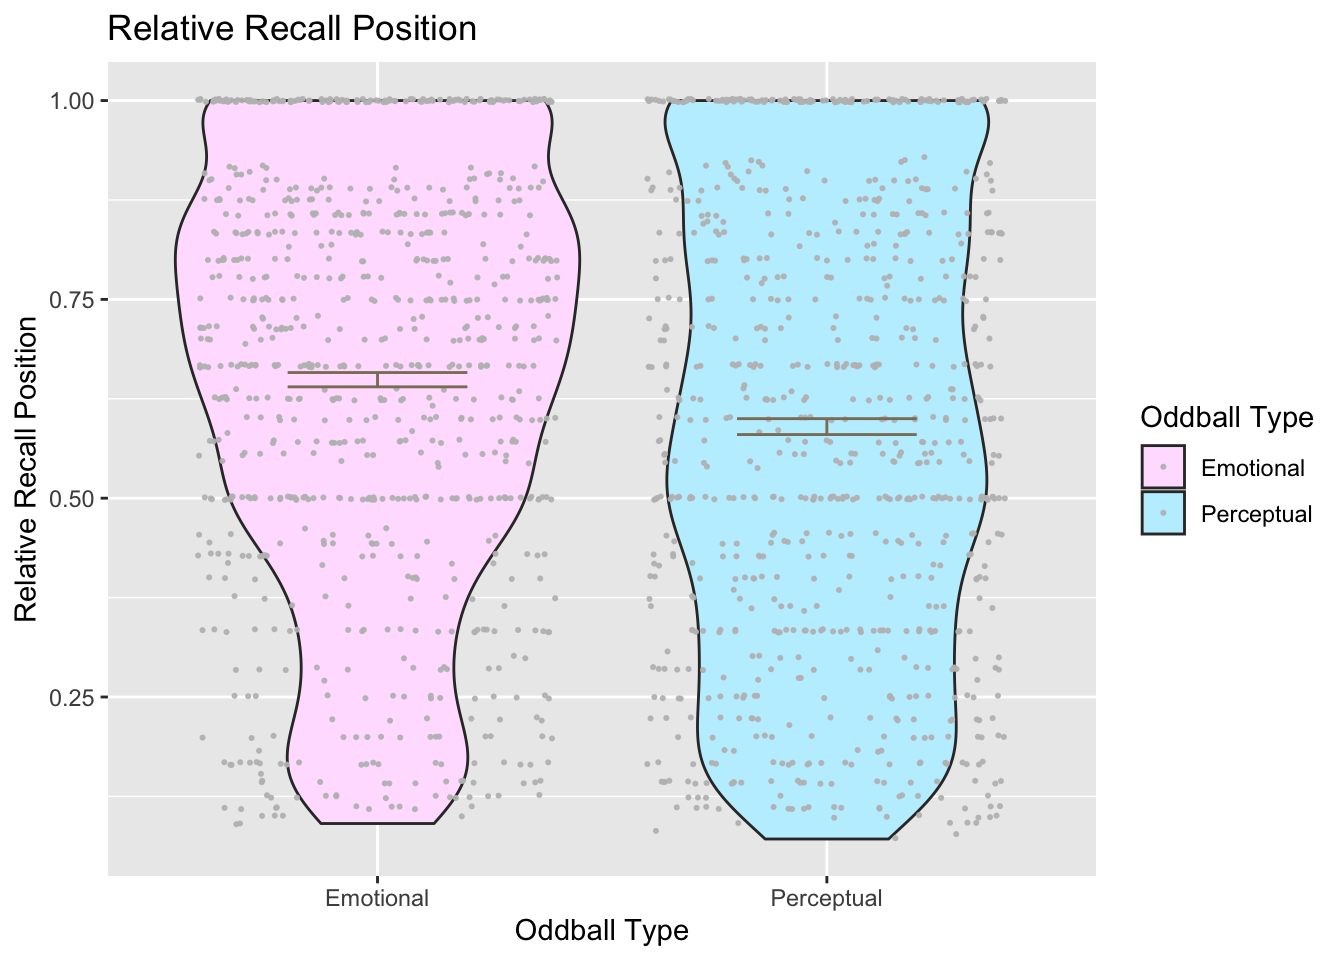 Relative Recall Position
1.00
0.75
0.50
0.25
Relative Recall Position
Emotional
Perceptual
Oddball Type
Oddball Type
Emotional
Perceptual